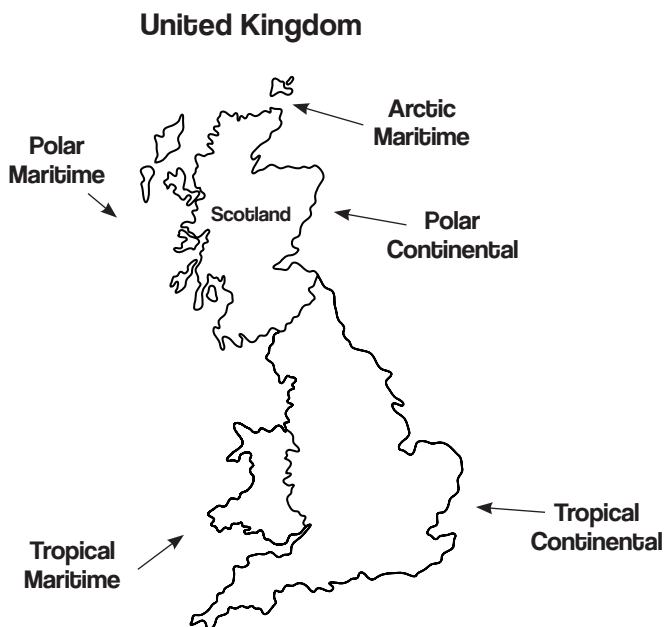 United Kingdom
Arctic
Maritime
Polar
Maritime
Scotland
Polar
Continental
Tropical
Continental
Tropical
Maritime